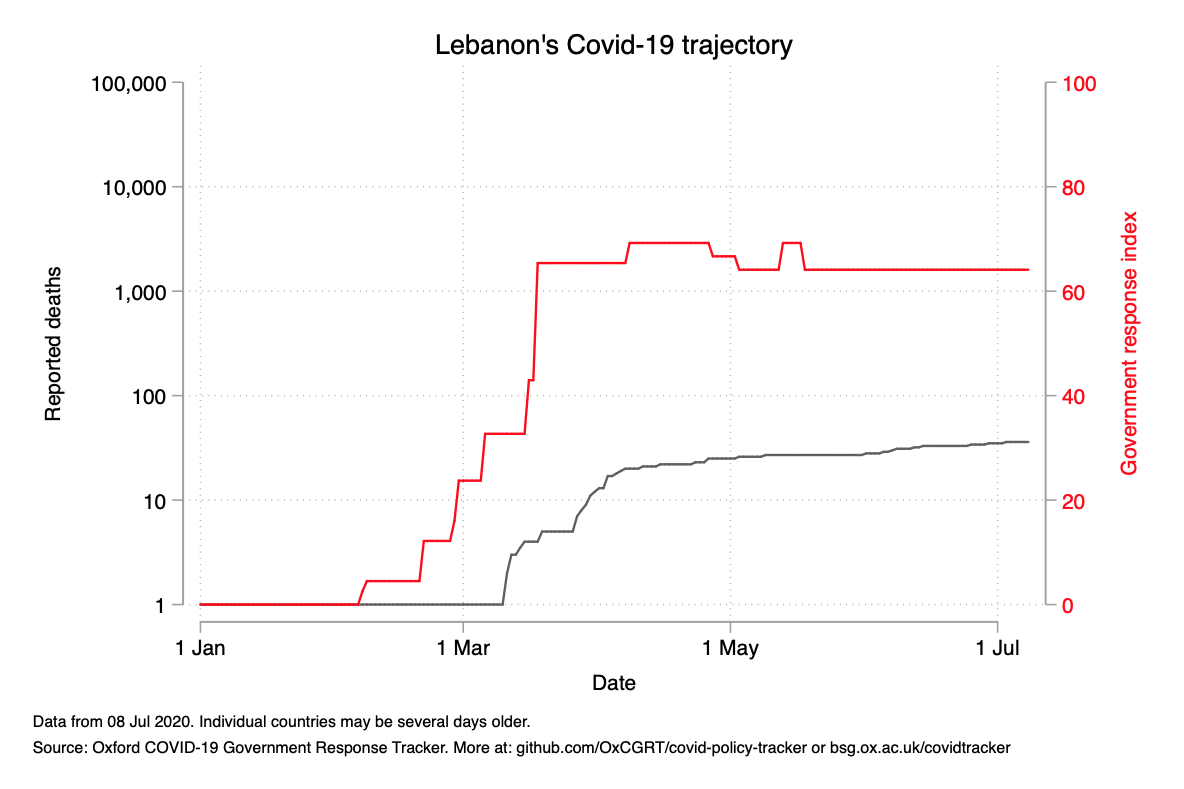 Lebanon's Covid-19 trajectory
100,000
10,000
1,000
100
10
1
Reported deaths
100
80
60
40
20
0
Government response index
1 Jan
1 Mar
1 May
1 Jul
Date
Data from 08 Jul 2020. Individual countries may be several days older.
Source: Oxford COVID-19 Government Response Tracker. More at: github.com/OxCGRT/covid-policy-tracker or bsg.ox.ac.uk/covidtracker